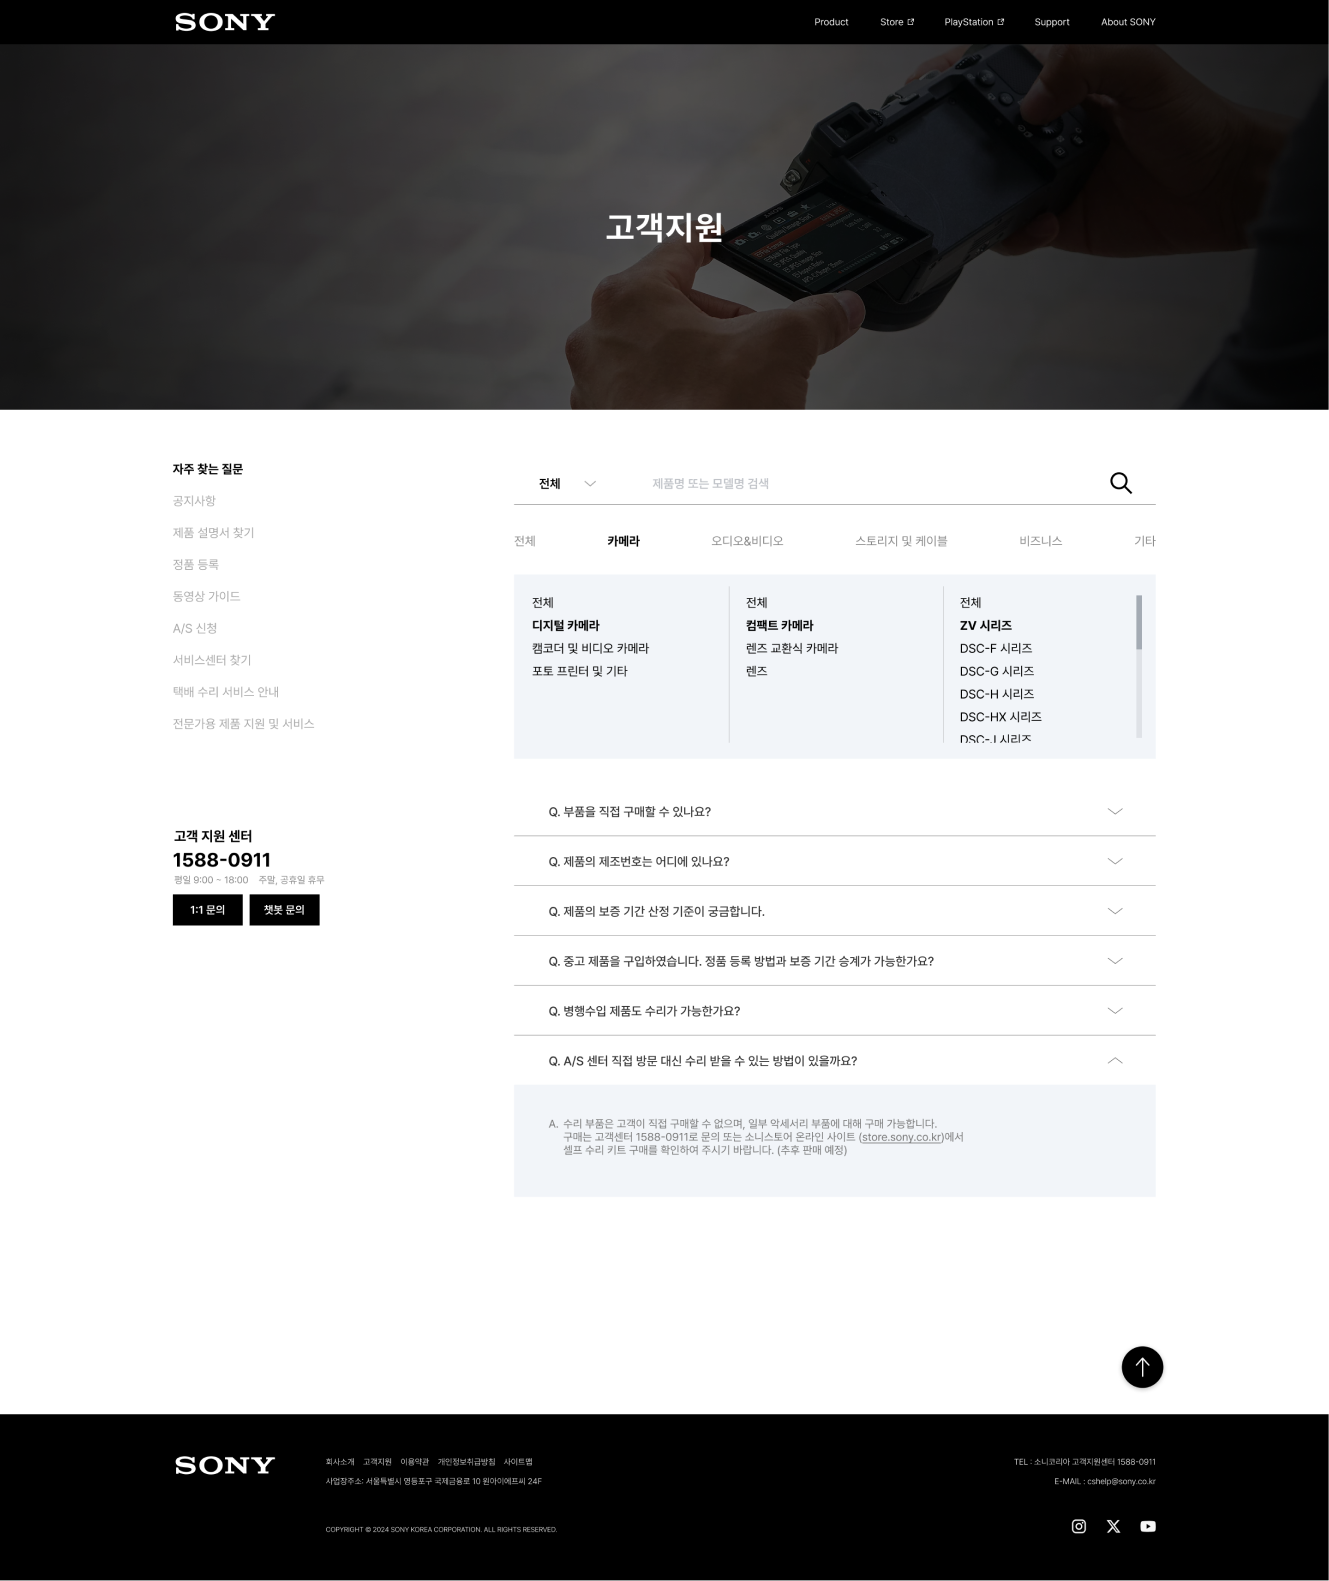 SONY
Product
Store
PlayStation
Support
About SONY
고객지원
자주 찾는 질문
공지사항
제품 설명서 찾기
정품 등록
동영상 가이드
A/S 신청
서비스센터 찾기
택배 수리 서비스 안내
전문가용 제품 지원 및 서비스
고객 지원 센터
1588-0911
평일 9:00 ~ 18:00 주말, 공휴일 휴무
1:1 문의
챗봇 문의
전체
제품명 또는 모델명 검색
전체
카메라
오디오&비디오
스토리지 및 케이블
비즈니스
기타
전체
디지털 카메라
캠코더 및 비디오 카메라
포토 프린터 및 기타
전체
컴팩트 카메라
렌즈 교환식 카메라
렌즈
전체
ZV 시리즈
DSC-F 시리즈
DSC-G 시리즈
DSC-H 시리즈
DSC-HX 시리즈
DSC-J 시리즈
Q. 부품을 직접 구매할 수 있나요?
Q. 제품의 제조번호는 어디에 있나요?
Q. 제품의 보증 기간 산정 기준이 궁금합니다.
Q. 중고 제품을 구입하였습니다. 정품 등록 방법과 보증 기간 승계가 가능한가요?
Q. 병행수입 제품도 수리가 가능한가요?
Q. A/S 센터 직접 방문 대신 수리 받을 수 있는 방법이 있을까요?
A. 수리 부품은 고객이 직접 구매할 수 없으며, 일부 악세서리 부품에 대해 구매 가능합니다.
구매는 고객센터 1588-0911로 문의 또는 소니스토어 온라인 사이트 (store.sony.co.kr)에서
셀프 수리 키트 구매를 확인하여 주시기 바랍니다. (추후 판매 예정)
SONY
회사소개 고객지원 이용약관 개인정보취급방침 사이트맵
사업장주소: 서울특별시 영등포구 국제금융로 10 원아이에프씨 24F
COPYRIGHT © 2024 SONY KOREA CORPORATION. ALL RIGHTS RESERVED.
TEL : 소니코리아 고객지원센터 1588-0911
E-MAIL : cshelp@sony.co.kr